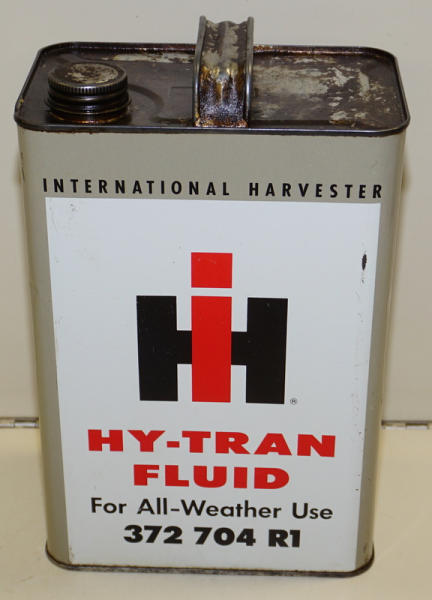 INTERNATIONAL HARVESTER
IH
®
HY-TRAN
FLUID
For All-Weather Use
372 704 R1